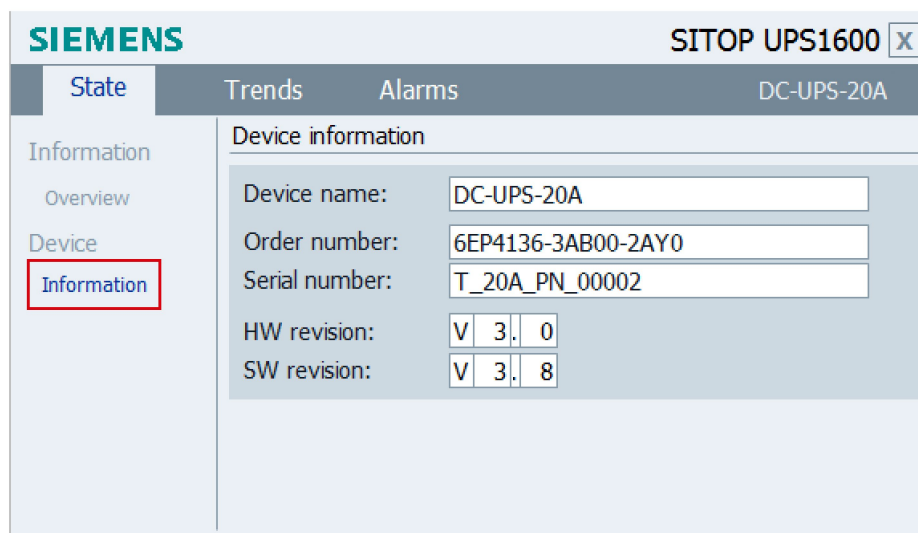 SIEMENS
SITOP UPS1600 X
State Trends Alarms DC-UPS-20A
Information
Overview
Device
Information
Device information
Device name: DC-UPS-20A
Order number: 6EP4136-3AB00-2AY0
Serial number: T_20A_PN_00002
HW revision: V 3. 0
SW revision: V 3. 8